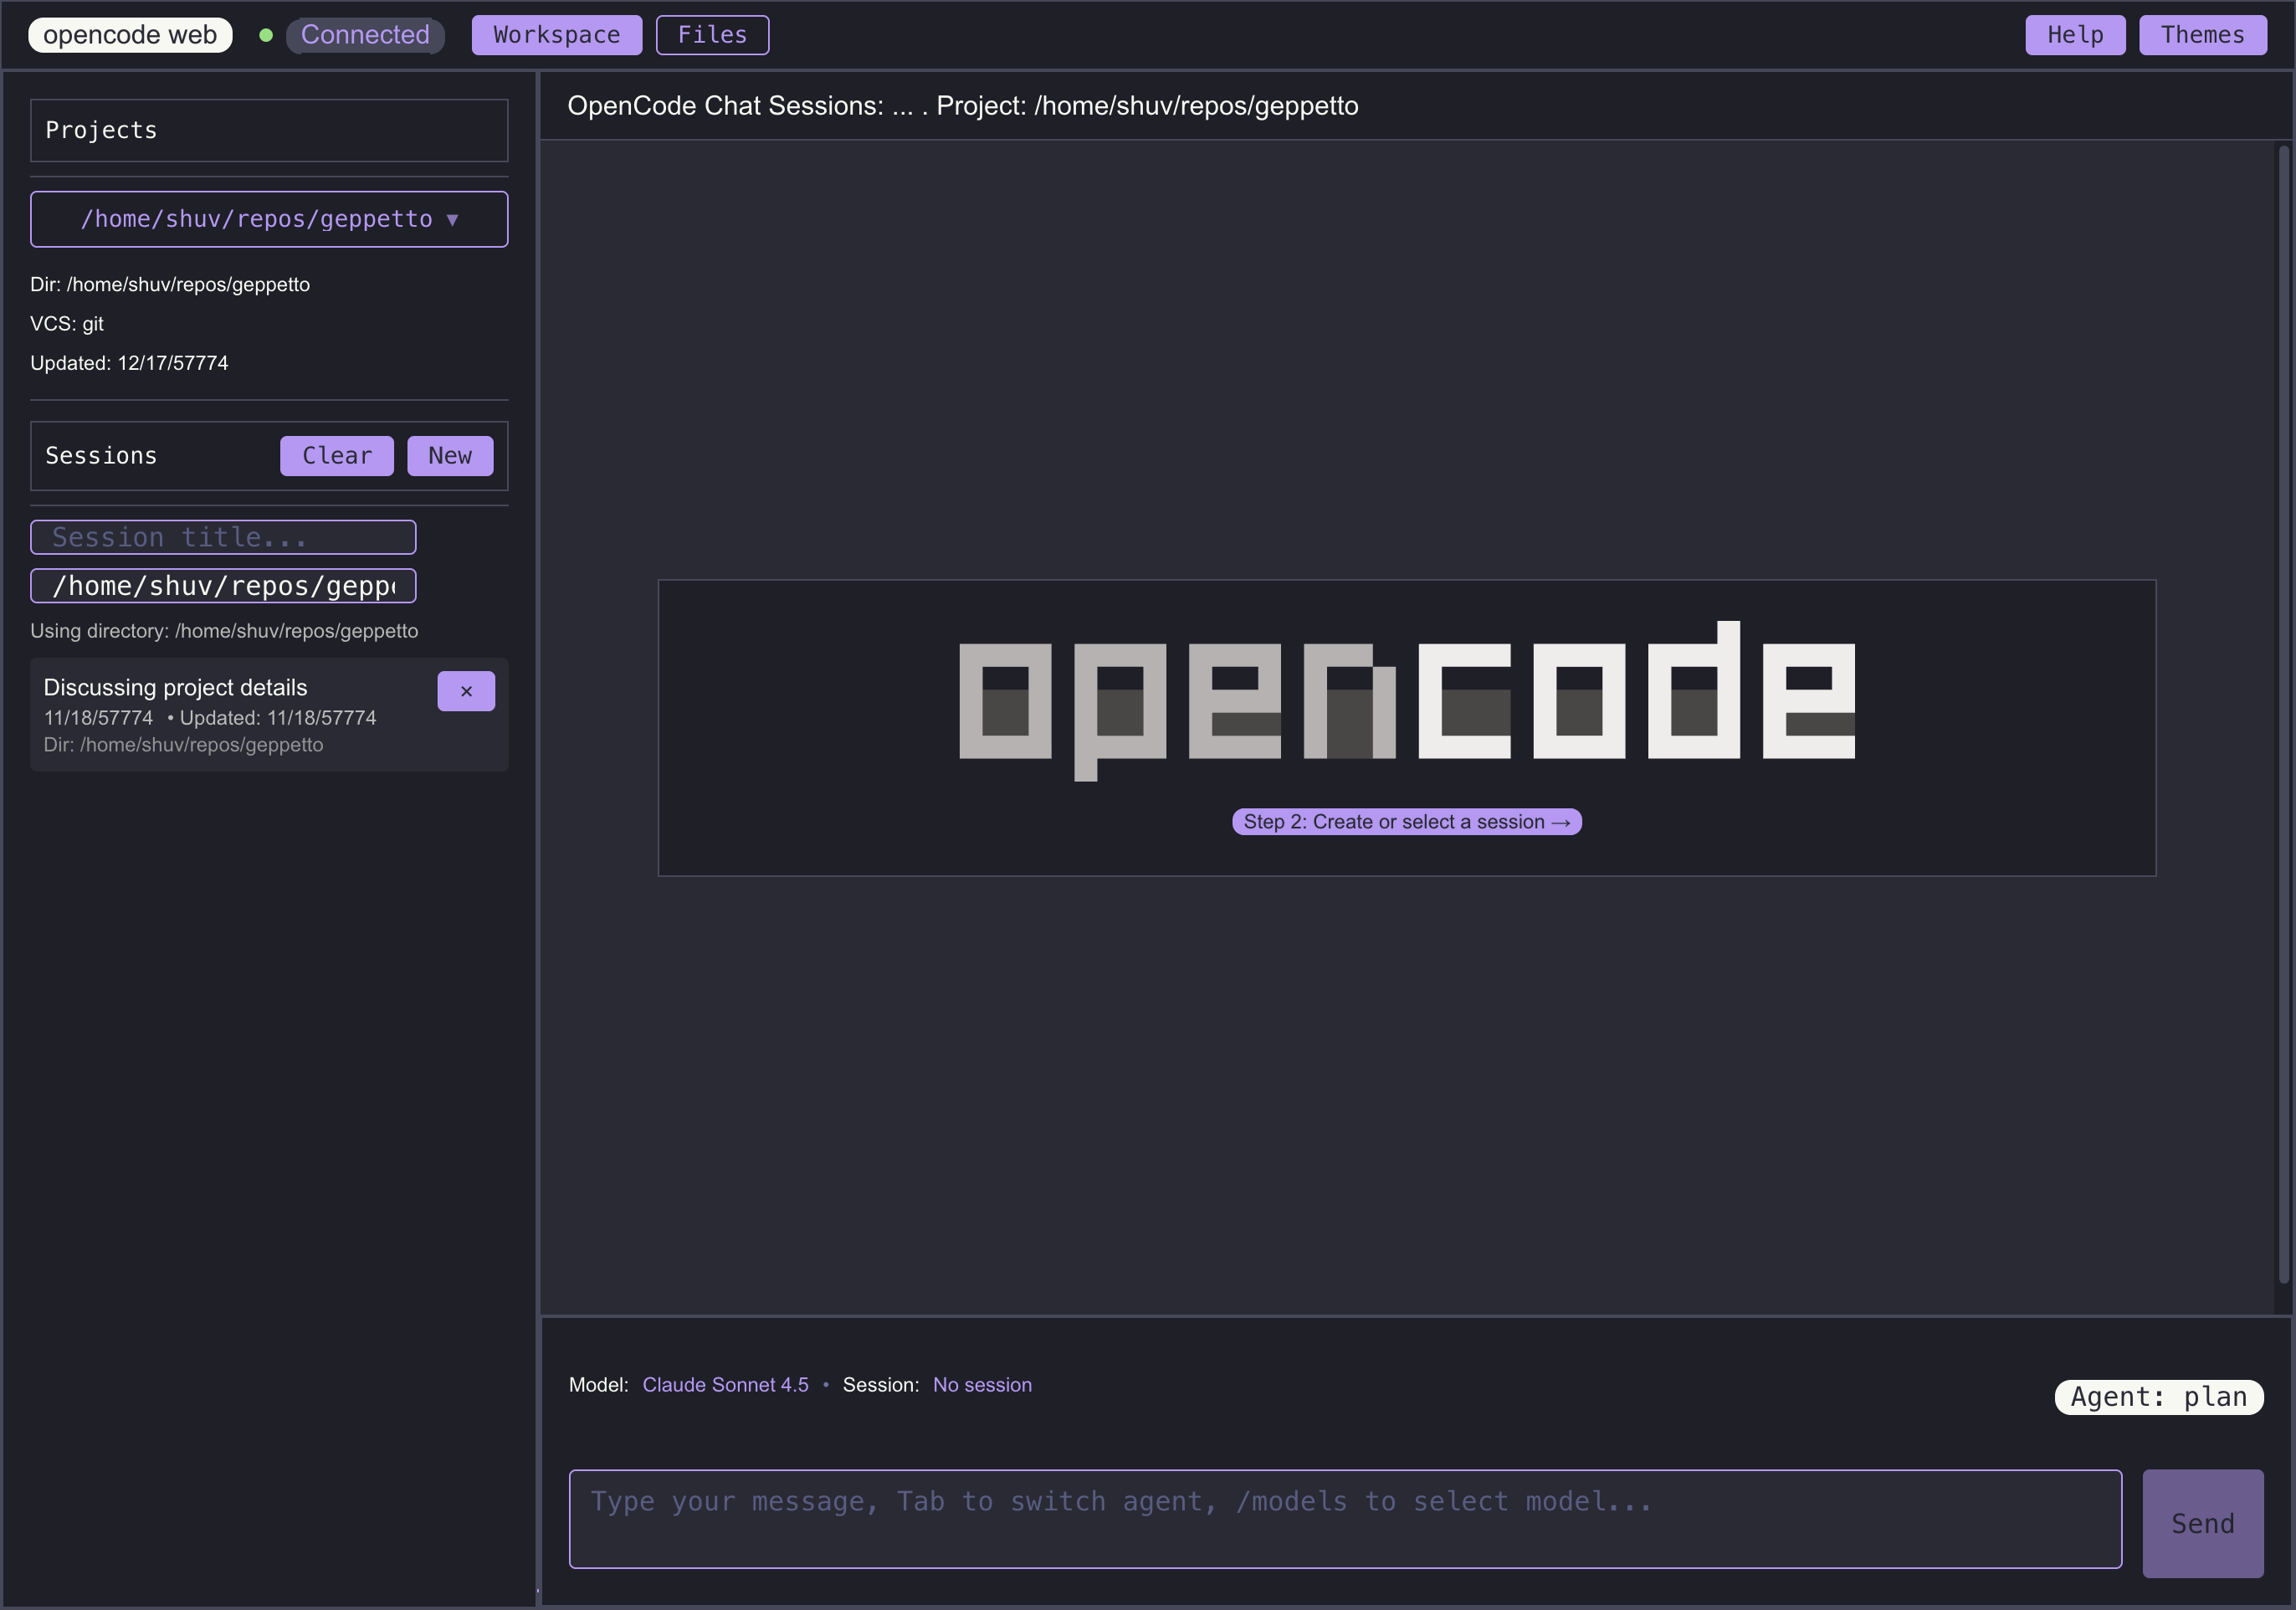 opencode web Connected Workspace Files Help Themes
Projects
/home/shuv/repos/geppetto ▼
Dir: /home/shuv/repos/geppetto
VCS: git
Updated: 12/17/57774
Sessions Clear New
Session title...
/home/shuv/repos/geppe
Using directory: /home/shuv/repos/geppetto
Discussing project details ×
11/18/57774 • Updated: 11/18/57774
Dir: /home/shuv/repos/geppetto
OpenCode Chat Sessions: ... . Project: /home/shuv/repos/geppetto
opencode
Step 2: Create or select a session →
Model: Claude Sonnet 4.5 • Session: No session
Agent: plan
Type your message, Tab to switch agent, /models to select model...
Send